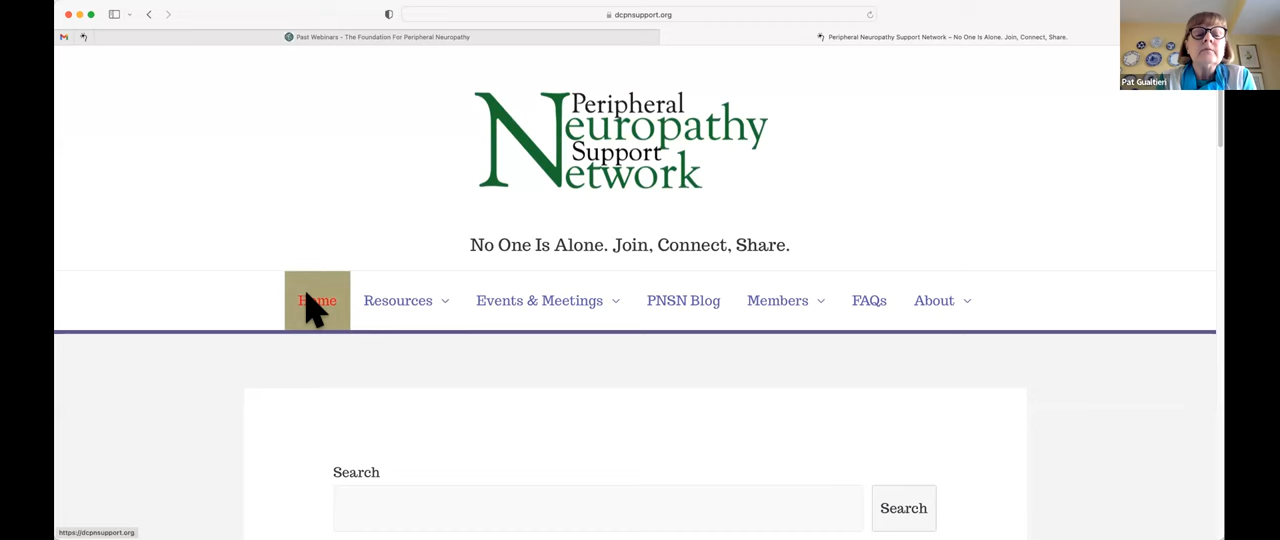 dcpnsupport.org
Past Webinars - The Foundation For Peripheral Neuropathy
Peripheral Neuropathy Support Network – No One Is Alone. Join, Connect, Share.
Pat Gualtieri
Peripheral
Neuropathy
Support
Network
No One Is Alone. Join, Connect, Share.
Home Resources Events & Meetings PNSN Blog Members FAQs About
Search
Search
https://dcpnsupport.org